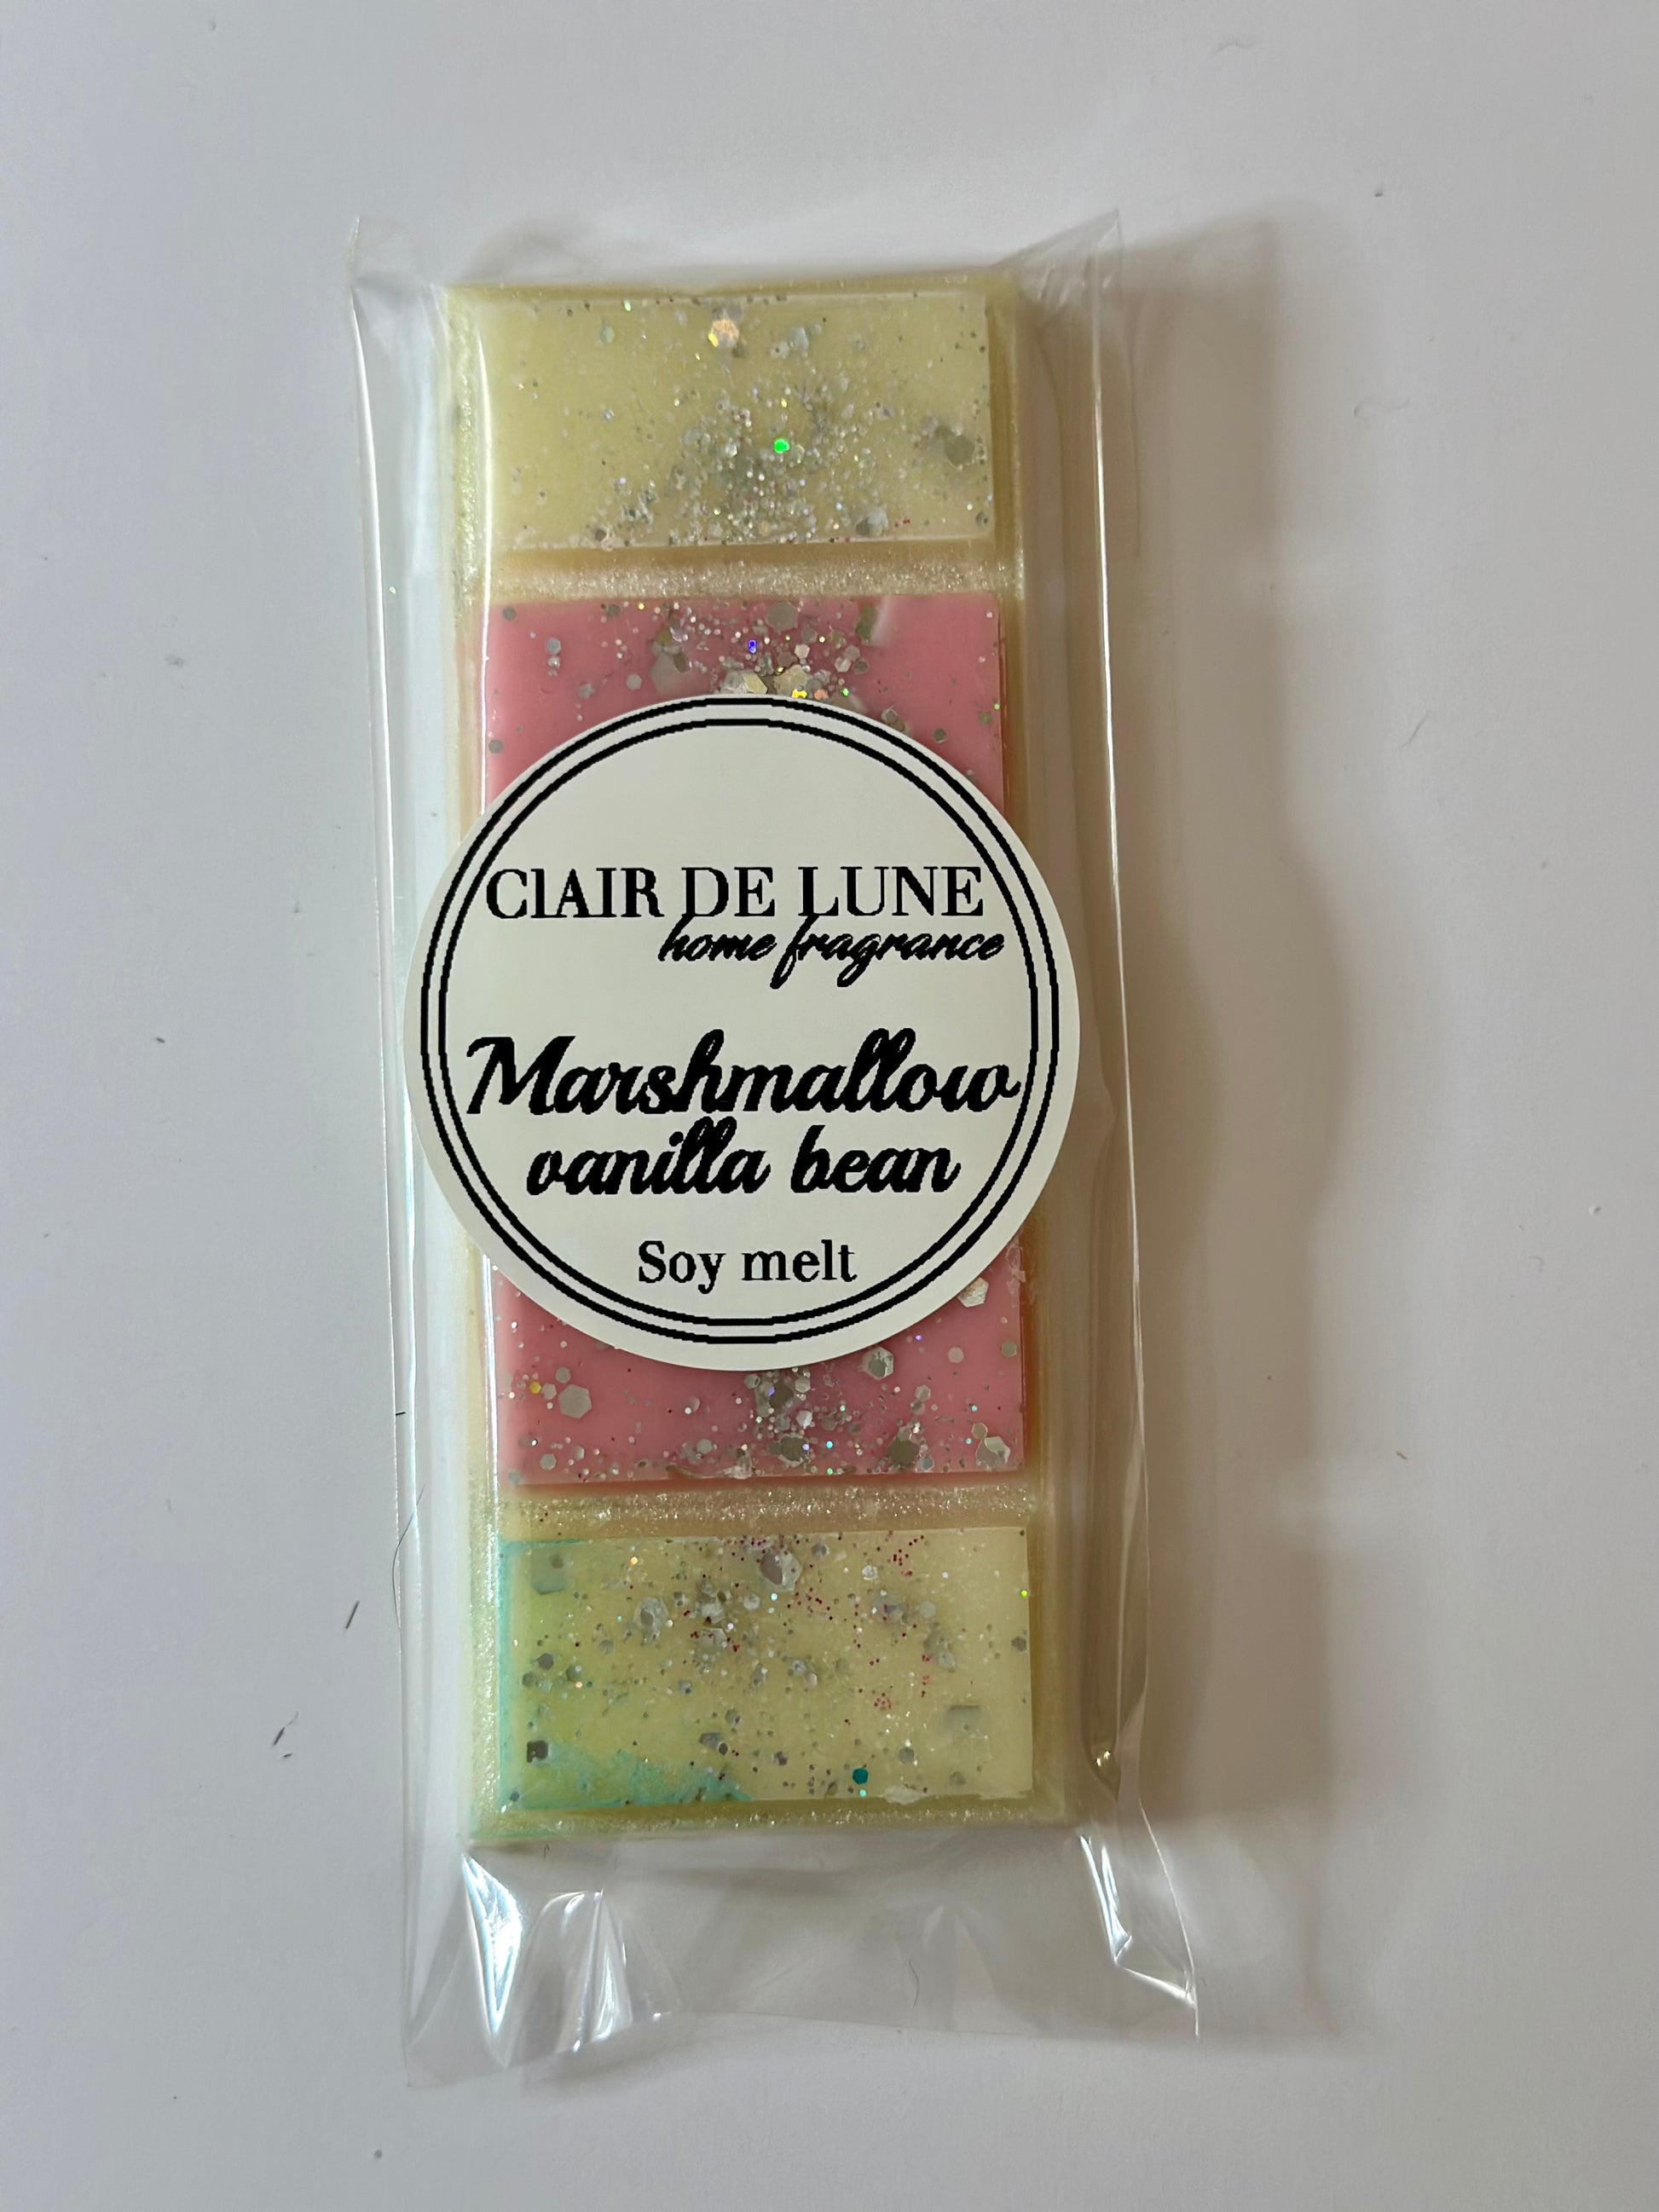 ClAIR DE LUNE
home fragrance
Marshmallow
vanilla bean
Soy melt